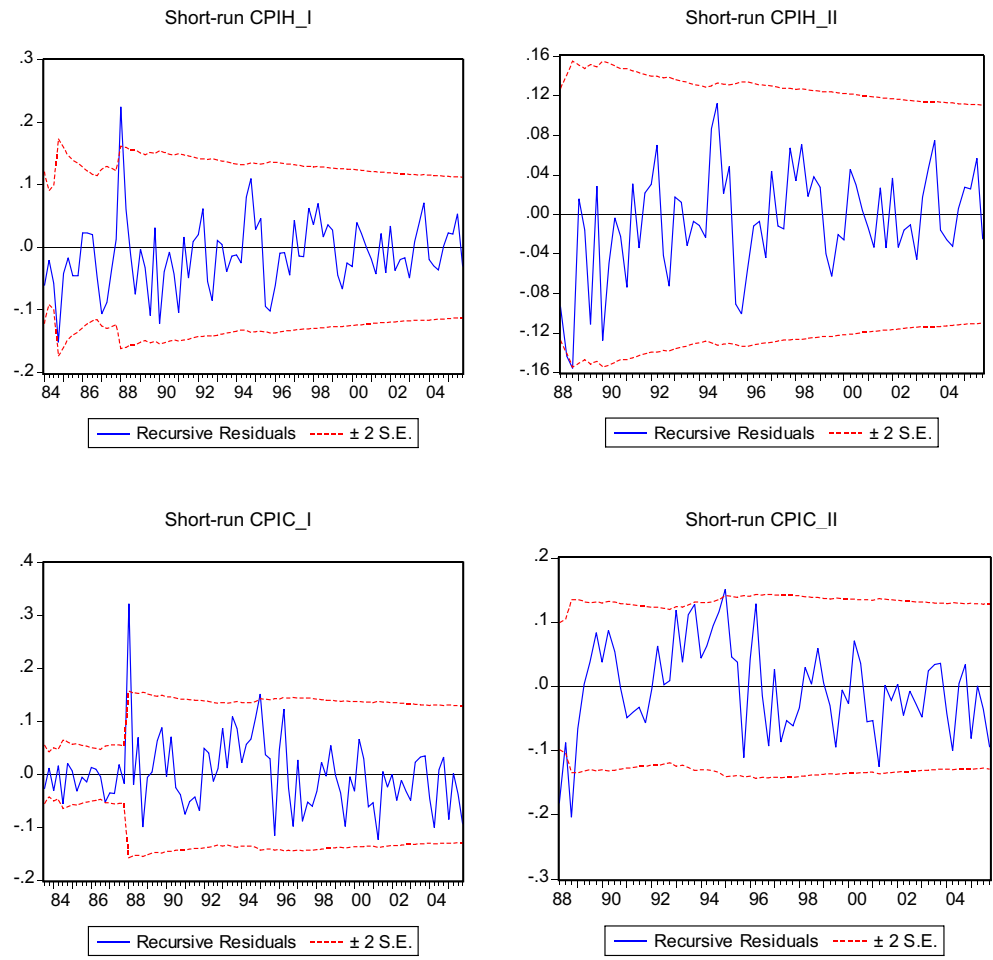 Short-run CPIH_I
.3
.2
.1
.0
-.1
-.2
84 86 88 90 92 94 96 98 00 02 04
Recursive Residuals ± 2 S.E.
Short-run CPIH_II
.16
.12
.08
.04
.00
-.04
-.08
-.12
-.16
88 90 92 94 96 98 00 02 04
Recursive Residuals ± 2 S.E.
Short-run CPIC_I
.4
.3
.2
.1
.0
-.1
-.2
84 86 88 90 92 94 96 98 00 02 04
Recursive Residuals ± 2 S.E.
Short-run CPIC_II
.2
.1
.0
-.1
-.2
-.3
88 90 92 94 96 98 00 02 04
Recursive Residuals ± 2 S.E.